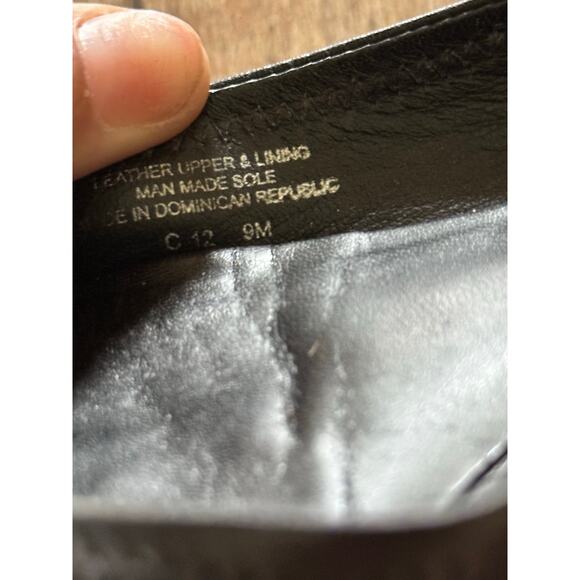 LEATHER UPPER & LINING
MAN MADE SOLE
DE IN DOMINICAN REPUBLIC
C 12 9M